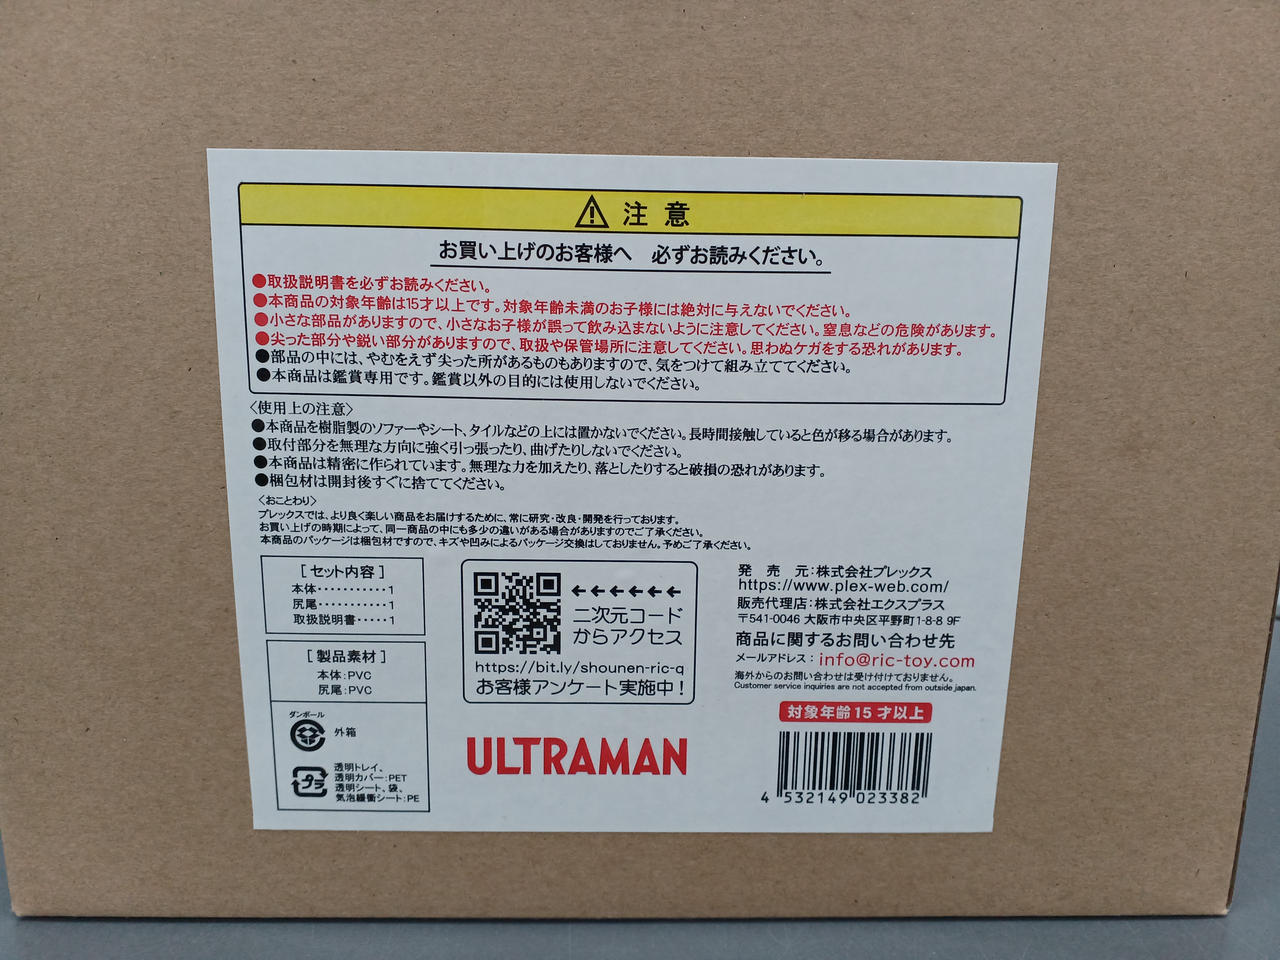 注意
お買い上げのお客様へ 必ずお読みください。
●取扱説明書を必ずお読みください。
●本商品の対象年齢は15才以上です。対象年齢未満のお子様には絶対に与えないでください。
●小さな部品がありますので、小さなお子様が誤って飲み込まないように注意してください。窒息などの危険があります。
●尖った部分や鋭い部分がありますので、取扱や保管場所に注意してください。思わぬケガをする恐れがあります。
●部品の中には、やむをえず尖った所があるものもありますので、気をつけて組み立ててください。
●本商品は鑑賞専用です。鑑賞以外の目的には使用しないでください。
〈使用上の注意〉
●本商品を樹脂製のソファーやシート、タイルなどの上には置かないでください。長時間接触していると色が移る場合があります。
●取付部分を無理な方向に強く引っ張ったり、曲げたりしないでください。
●本商品は精密に作られています。無理な力を加えたり、落としたりすると破損の恐れがあります。
●梱包材は開封後すぐに捨ててください。
〈おことわり〉
プレックスでは、より良く楽しい商品をお届けするために、常に研究・改良・開発を行っております。
お買い上げの時期によって、同一商品の中にも多少の違いがある場合がありますのでご了承ください。
本商品のパッケージは梱包材ですので、キズや凹みによるパッケージ交換はしておりません。予めご了承ください。
[セット内容]
本体・・・・・・・・・・・1
尻尾・・・・・・・・・・・1
取扱説明書・・・・・1
[製品素材]
本体:PVC
尻尾:PVC
ダンボール
外箱
プラ
透明トレイ、
透明カバー:PET
透明シート、袋、
気泡緩衝シート:PE
←←←←←←
二次元コード
からアクセス
https://bit.ly/shounen-ric-q
お客様アンケート実施中!
ULTRAMAN
発売元:株式会社プレックス
https://www.plex-web.com/
販売代理店:株式会社エクスプラス
〒541-0046 大阪市中央区平野町1-8-8 9F
商品に関するお問い合わせ先
メールアドレス:info@ric-toy.com
海外からのお問い合わせは受け付けておりません。
Customer service inquiries are not accepted from outside japan.
対象年齢15才以上
4 532149 023382